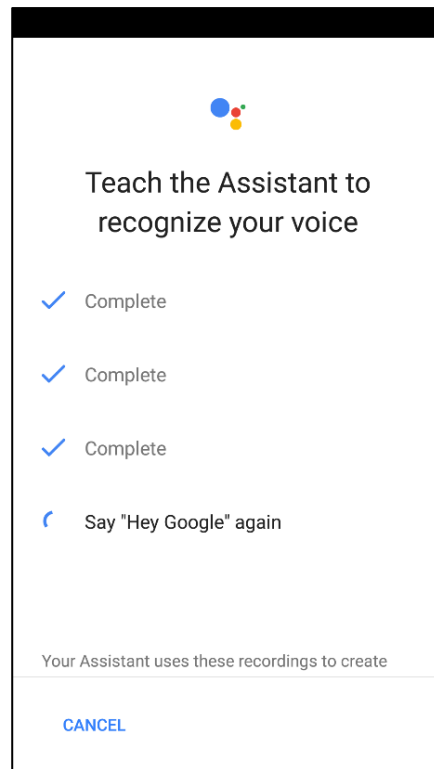 Teach the Assistant to
recognize your voice
Complete
Complete
Complete
Say "Hey Google" again
Your Assistant uses these recordings to create
CANCEL